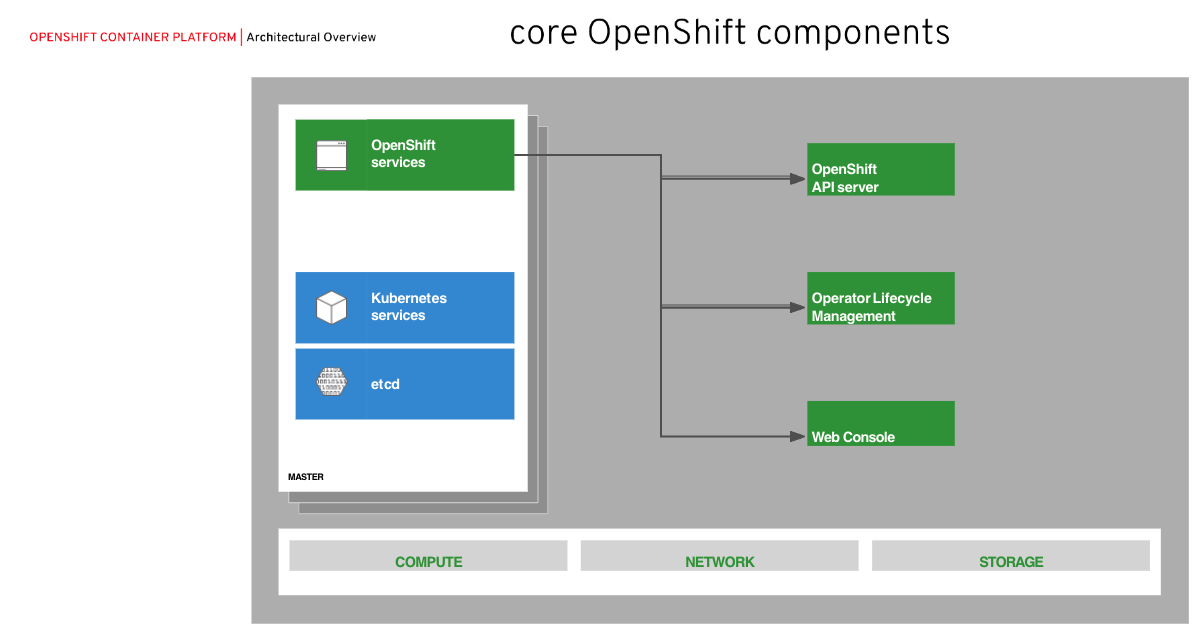 OPENSHIFT CONTAINER PLATFORM | Architectural Overview
core OpenShift components
OpenShift
services
Kubernetes
services
etcd
MASTER
OpenShift
API server
Operator Lifecycle
Management
Web Console
COMPUTE
NETWORK
STORAGE